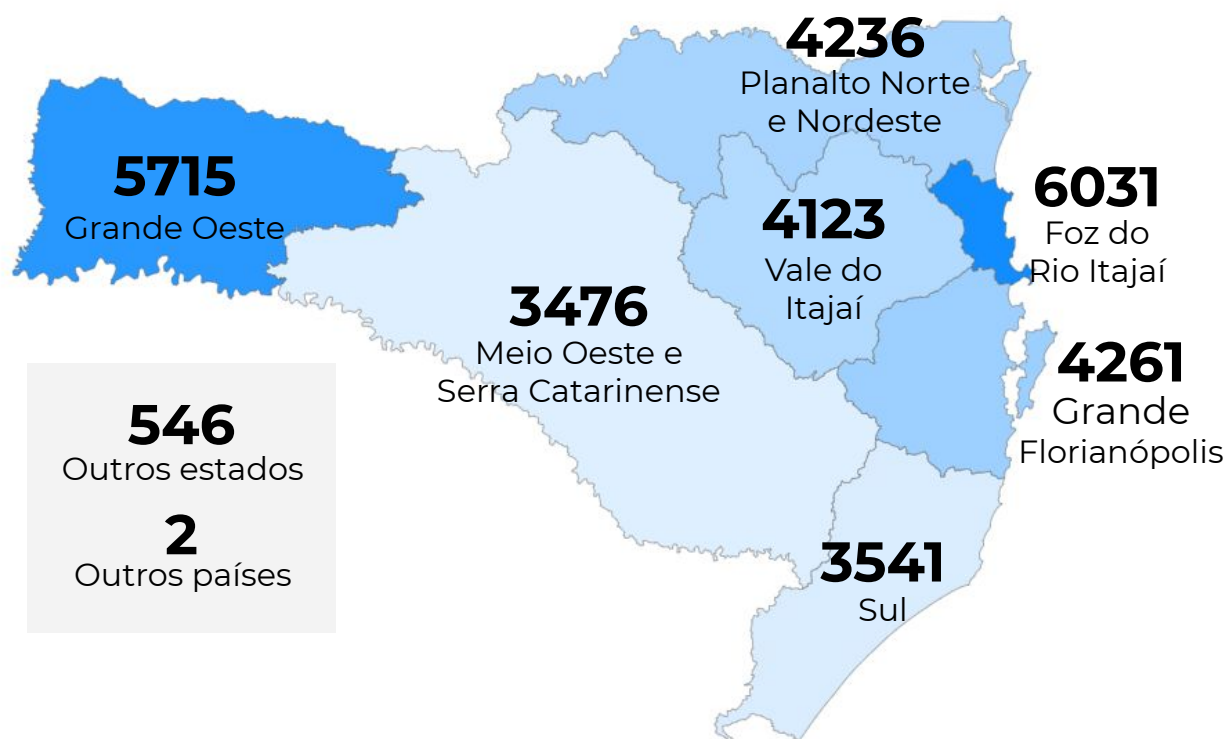 4236
Planalto Norte
e Nordeste
5715
Grande Oeste
6031
Foz do
Rio Itajaí
4123
Vale do
Itajaí
3476
Meio Oeste e
Serra Catarinense
4261
Grande
Florianópolis
546
Outros estados
2
Outros países
3541
Sul